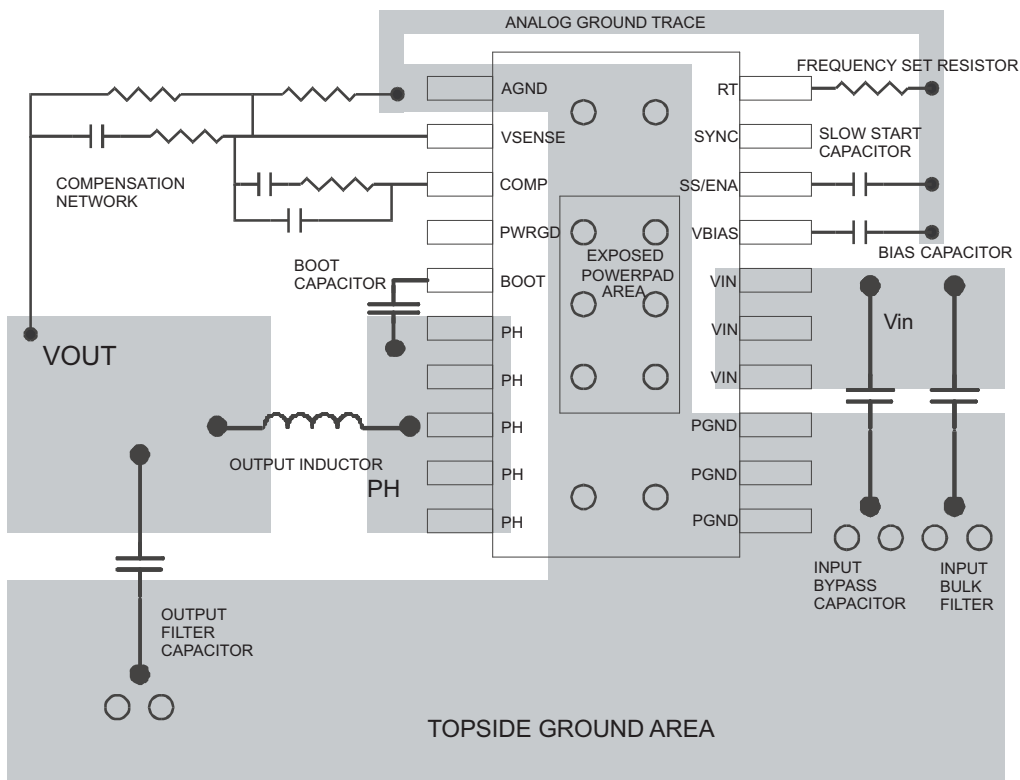 ANALOG GROUND TRACE
FREQUENCY SET RESISTOR
AGND
RT
VSENSE
SYNC
SLOW START
CAPACITOR
COMPENSATION
NETWORK
COMP
SS/ENA
PWRGD
VBIAS
BIAS CAPACITOR
BOOT
CAPACITOR
EXPOSED
POWERPAD
AREA
BOOT
VIN
Vin
VOUT
PH
VIN
PH
VIN
PH
PGND
OUTPUT INDUCTOR
PH
PH
PGND
PH
PGND
INPUT
BYPASS
CAPACITOR
INPUT
BULK
FILTER
OUTPUT
FILTER
CAPACITOR
TOPSIDE GROUND AREA